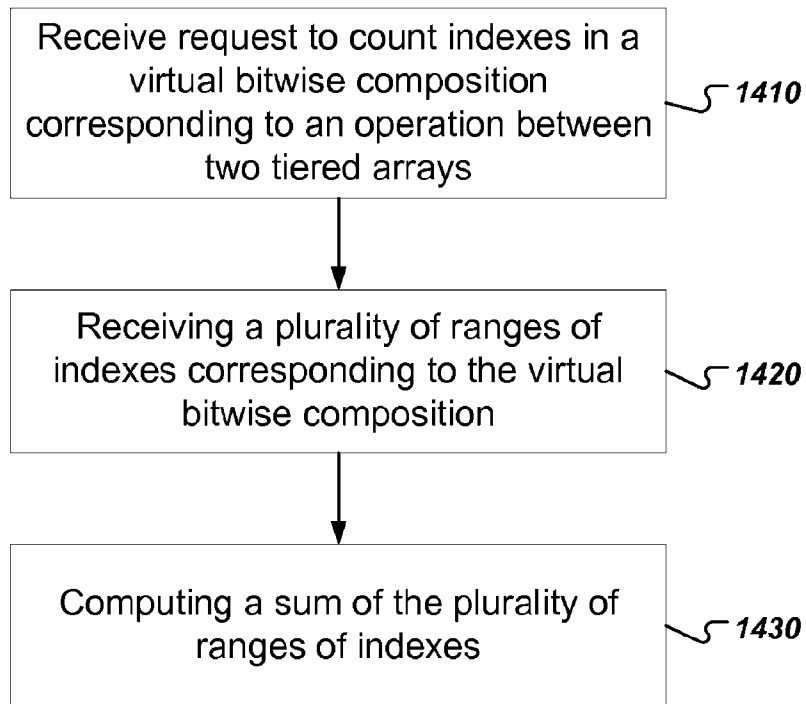 Receive request to count indexes in a
virtual bitwise composition
corresponding to an operation between
two tiered arrays
1410
Receiving a plurality of ranges of
indexes corresponding to the virtual
bitwise composition
1420
Computing a sum of the plurality of
ranges of indexes
1430